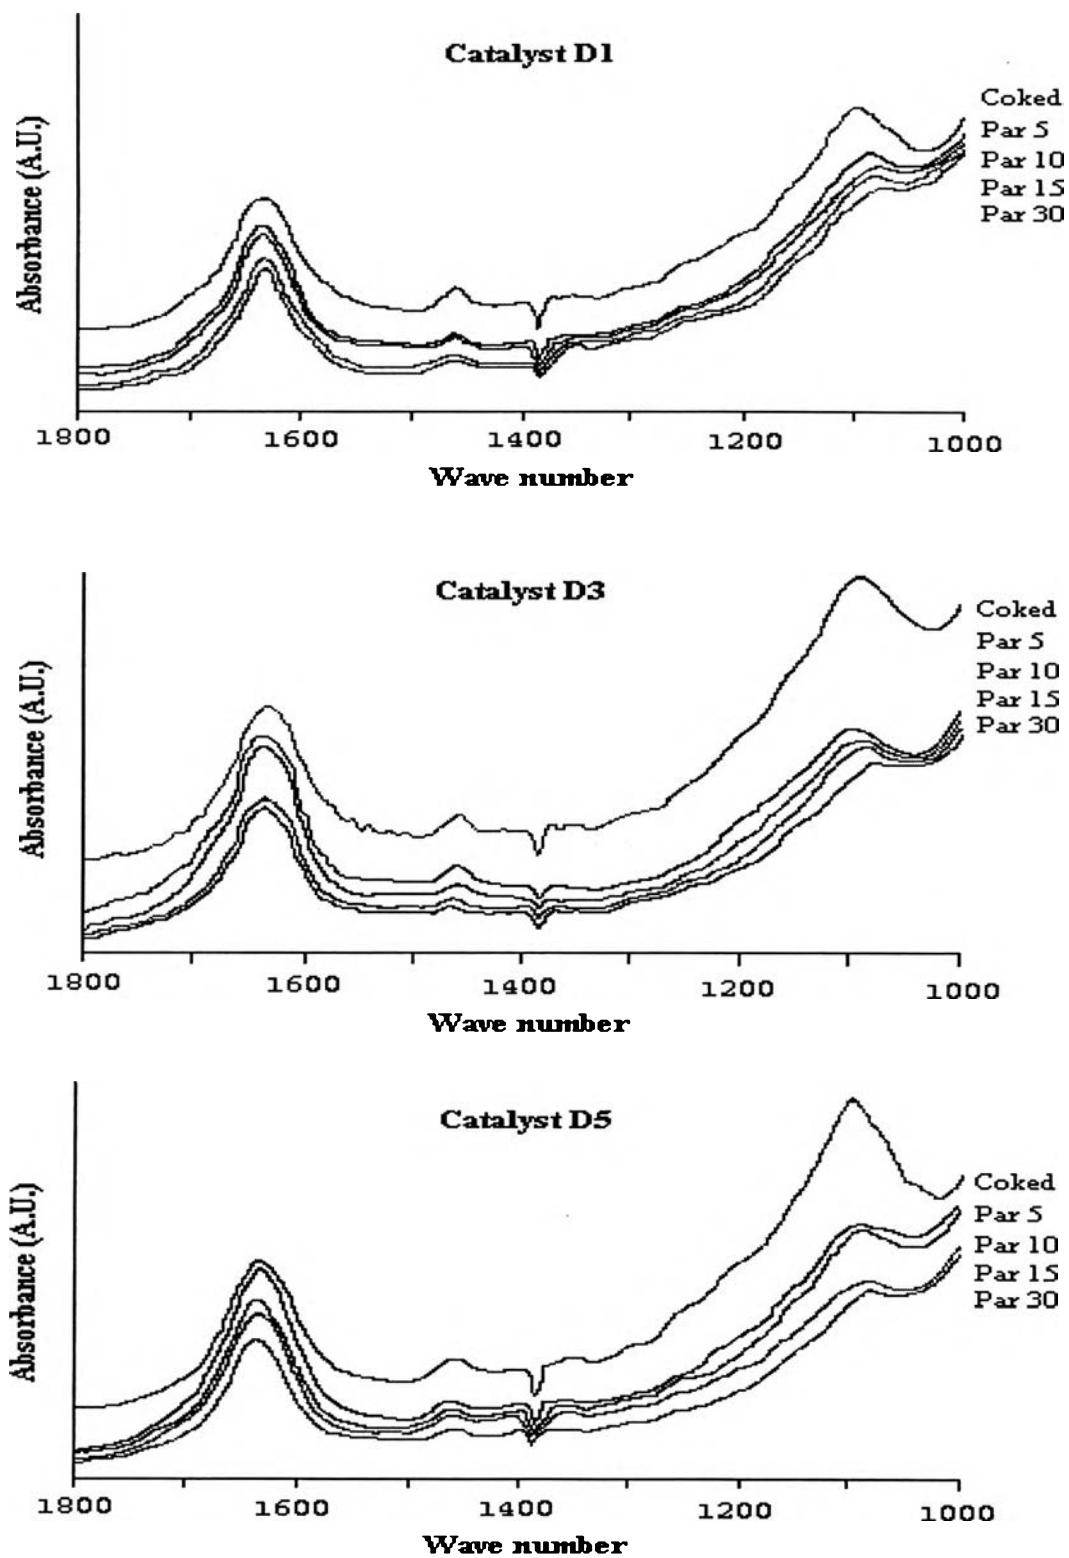 Catalyst D1
Absorbance (A.U.)
Coked
Par 5
Par 10
Par 15
Par 30
1800 1600 1400 1200 1000
Wave number
Catalyst D3
Absorbance (A.U.)
Coked
Par 5
Par 10
Par 15
Par 30
1800 1600 1400 1200 1000
Wave number
Catalyst D5
Absorbance (A.U.)
Coked
Par 5
Par 10
Par 15
Par 30
1800 1600 1400 1200 1000
Wave number